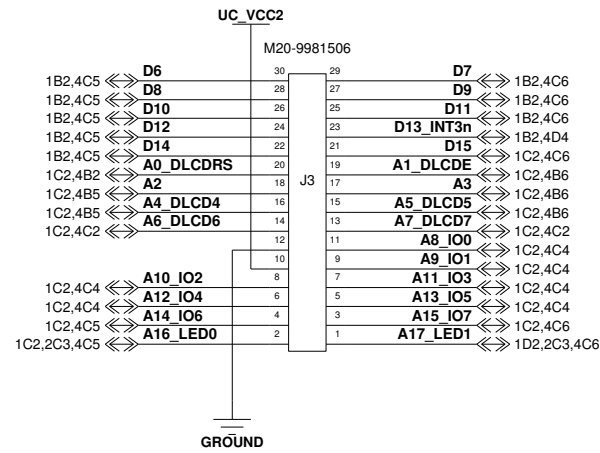 UC_VCC2
M20-9981506
D6 30 29 D7
1B2,4C5 1B2,4C6
D8 28 27 D9
1B2,4C5 1B2,4C6
D10 26 25 D11
1B2,4C5 1B2,4C6
D12 24 23 D13_INT3n
1B2,4C5 1B2,4D4
D14 22 21 D15
1B2,4C5 1C2,4C6
A0_DLCDRS 20 19 A1_DLCDE
1C2,4B2 1C2,4B6
A2 18 J3 17 A3
1C2,4B5 1C2,4B6
A4_DLCD4 16 15 A5_DLCD5
1C2,4B5 1C2,4B6
A6_DLCD6 14 13 A7_DLCD7
1C2,4C2 1C2,4C2
12 11 A8_IO0
1C2,4C4
10 9 A9_IO1
1C2,4C4
A10_IO2 8 7 A11_IO3
1C2,4C4 1C2,4C4
A12_IO4 6 5 A13_IO5
1C2,4C4 1C2,4C4
A14_IO6 4 3 A15_IO7
1C2,4C5 1C2,4C6
A16_LED0 2 1 A17_LED1
1C2,2C3,4C5 1D2,2C3,4C6
GROUND